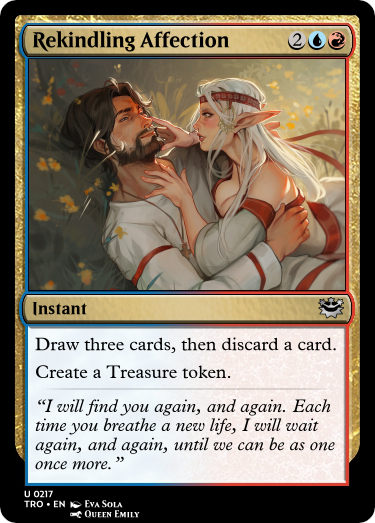 Rekindling Affection 2
Instant
Draw three cards, then discard a card.
Create a Treasure token.
“I will find you again, and again. Each
time you breathe a new life, I will wait
again, and again, until we can be as one
once more.”
U 0217
TRO • EN Eva Sola
Queen Emily